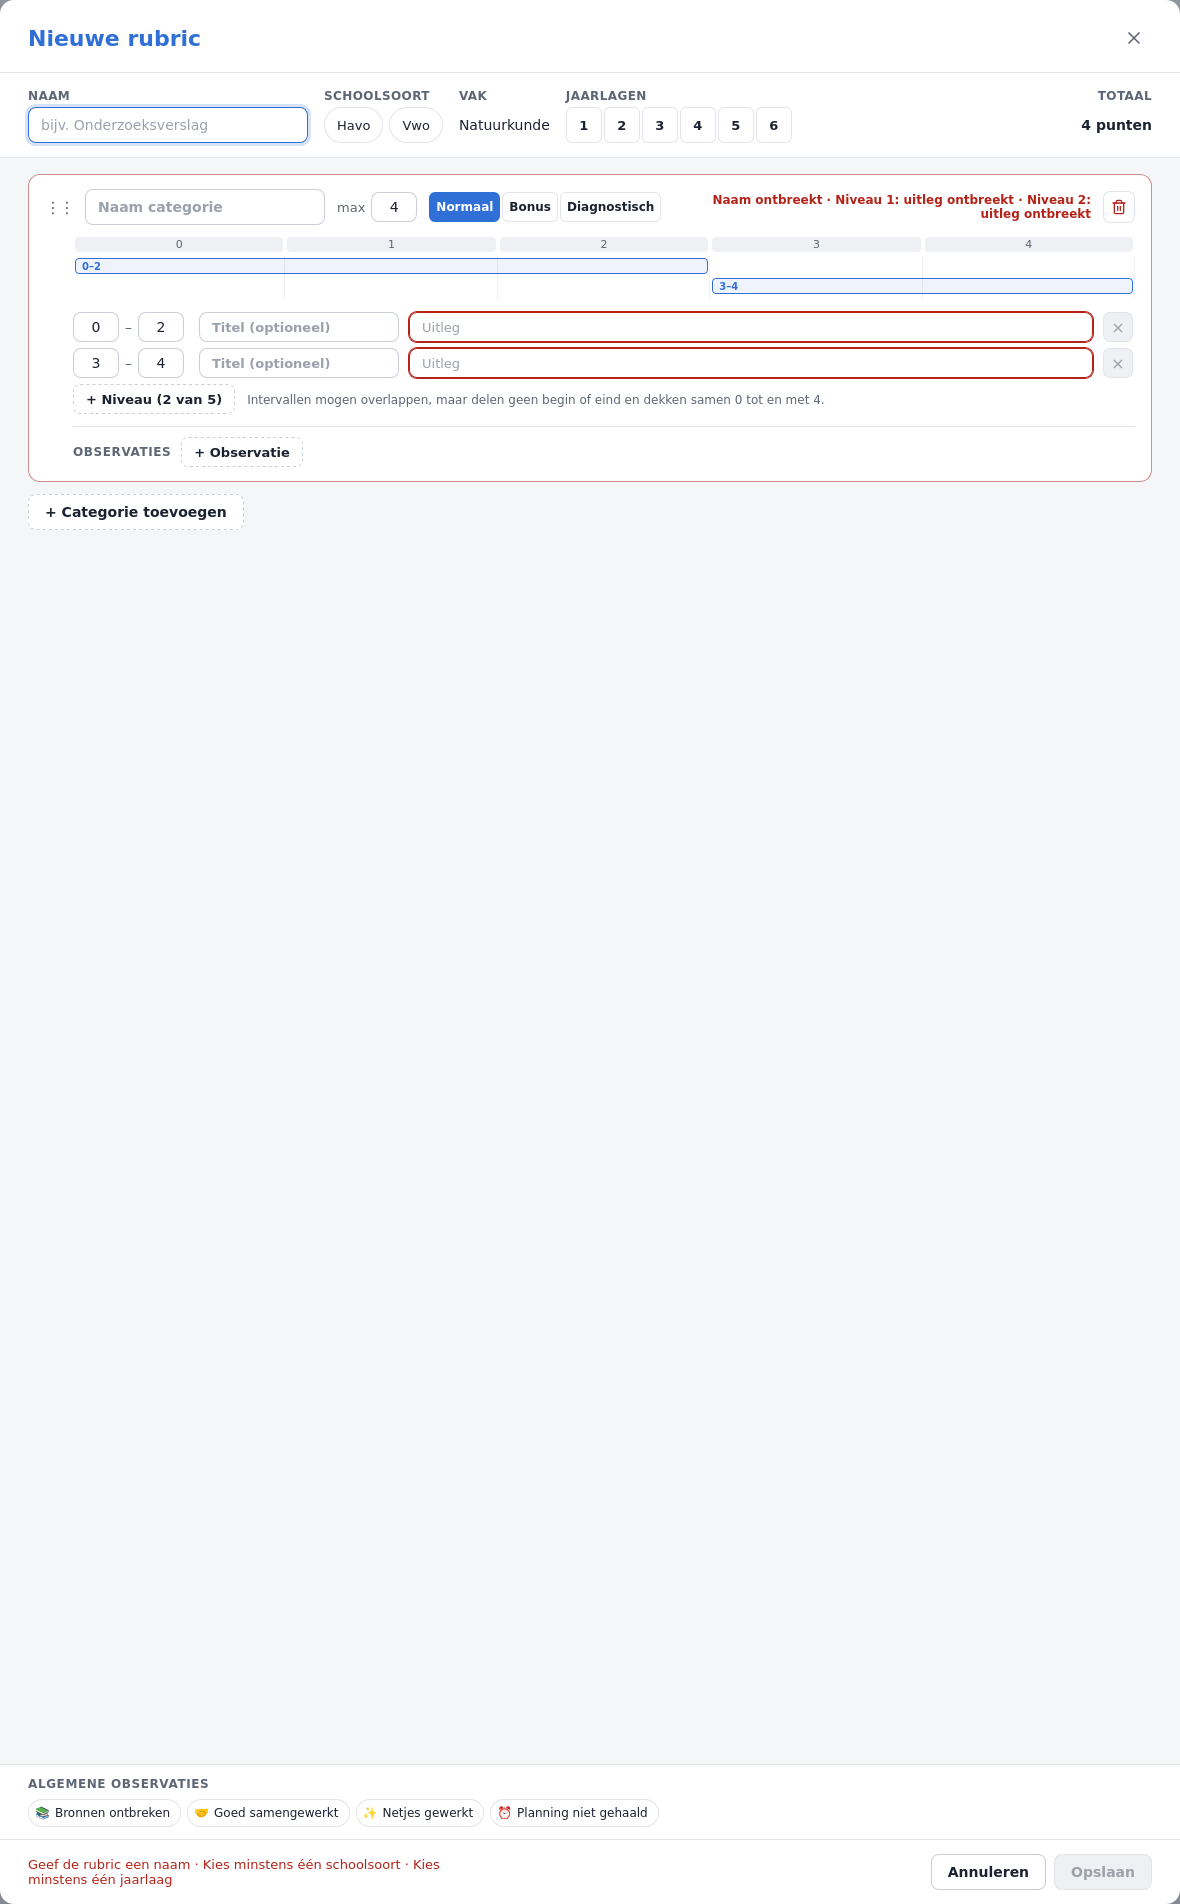 Nieuwe rubric
NAAM
SCHOOLSOORT
VAK
JAARLAGEN
TOTAAL
bijv. Onderzoeksverslag
Havo
Vwo
Natuurkunde
1
2
3
4
5
6
4 punten
Naam categorie
max
4
Normaal
Bonus
Diagnostisch
Naam ontbreekt · Niveau 1: uitleg ontbreekt · Niveau 2:
uitleg ontbreekt
0
1
2
3
4
0–2
3–4
0 – 2
Titel (optioneel)
Uitleg
3 – 4
Titel (optioneel)
Uitleg
+ Niveau (2 van 5)
Intervallen mogen overlappen, maar delen geen begin of eind en dekken samen 0 tot en met 4.
OBSERVATIES
+ Observatie
+ Categorie toevoegen
ALGEMENE OBSERVATIES
Bronnen ontbreken
Goed samengewerkt
Netjes gewerkt
Planning niet gehaald
Geef de rubric een naam · Kies minstens één schoolsoort · Kies
minstens één jaarlaag
Annuleren
Opslaan